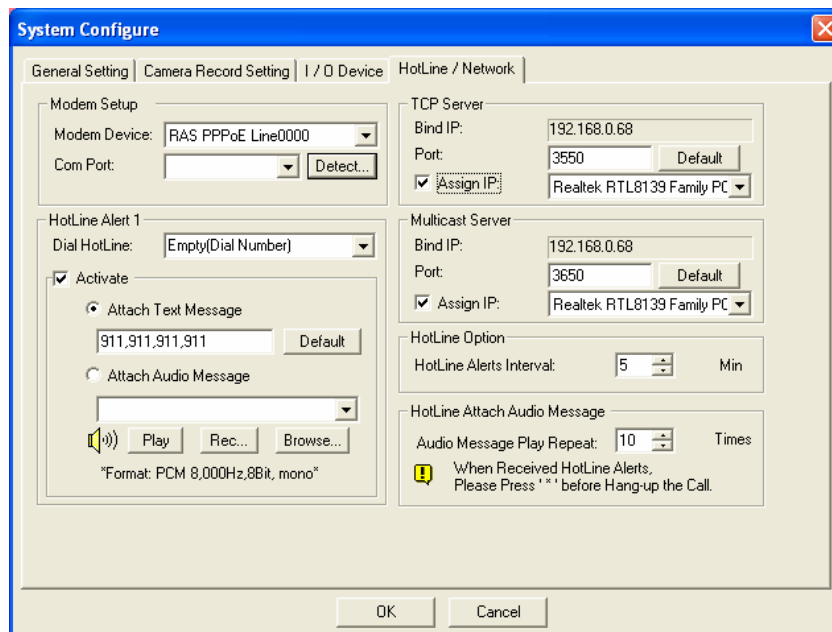 System Configure
General Setting
Camera Record Setting
I / O Device
HotLine / Network
Modem Setup
Modem Device: RAS PPPoE Line0000
Com Port: Detect...
HotLine Alert 1
Dial HotLine: Empty(Dial Number)
Activate
Attach Text Message
911,911,911,911 Default
Attach Audio Message
Play Rec... Browse...
"Format: PCM 8,000Hz,8Bit, mono"
TCP Server
Bind IP: 192.168.0.68
Port: 3550 Default
Assign IP: Realtek RTL8139 Family PC
Multicast Server
Bind IP: 192.168.0.68
Port: 3650 Default
Assign IP: Realtek RTL8139 Family PC
HotLine Option
HotLine Alerts Interval: 5 Min
HotLine Attach Audio Message
Audio Message Play Repeat: 10 Times
When Received HotLine Alerts,
Please Press ' * ' before Hang-up the Call.
OK Cancel